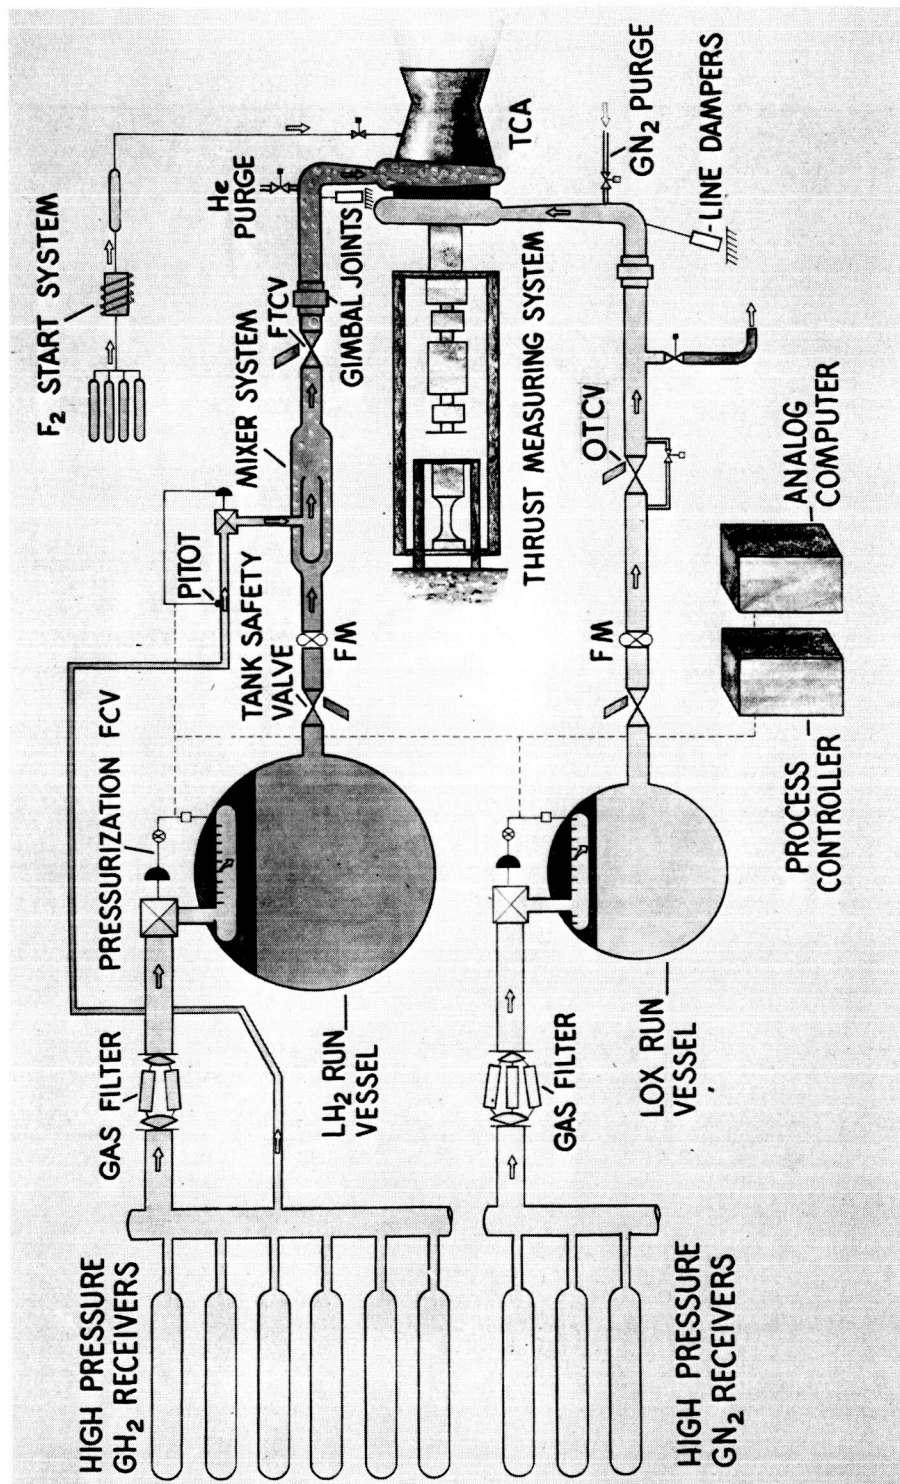 F₂ START SYSTEM
He
PURGE
TCA
GN₂ PURGE
LINE DAMPERS
PITOT
MIXER SYSTEM
FTCV
GIMBAL JOINTS
PRESSURIZATION FCV
TANK SAFETY
VALVE
FM
THRUST MEASURING SYSTEM
OTCV
GAS FILTER
LH₂ RUN
VESSEL
FM
ANALOG
COMPUTER
PROCESS
CONTROLLER
HIGH PRESSURE
GH₂ RECEIVERS
GAS FILTER
LOX RUN
VESSEL
HIGH PRESSURE
GN₂ RECEIVERS